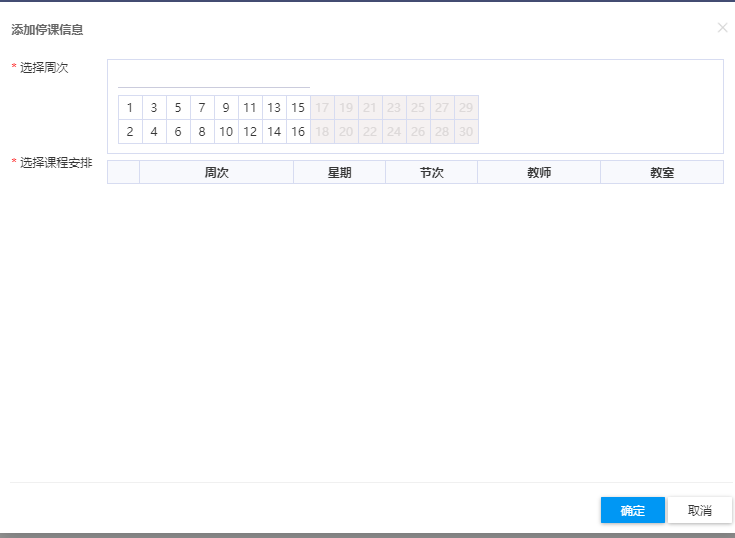 添加停课信息
* 选择周次
1 3 5 7 9 11 13 15 17 19 21 23 25 27 29
2 4 6 8 10 12 14 16 18 20 22 24 26 28 30
* 选择课程安排
周次 星期 节次 教师 教室
确定 取消